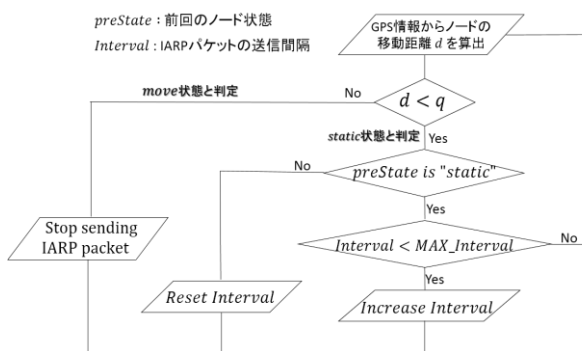 preState：前回のノード状態
Interval：IARPパケットの送信間隔
GPS情報からノードの
移動距離 d を算出
move状態と判定
No
d < q
static状態と判定
Yes
No
preState is "static"
Yes
Stop sending
IARP packet
Interval < MAX_Interval
No
Yes
Reset Interval
Increase Interval